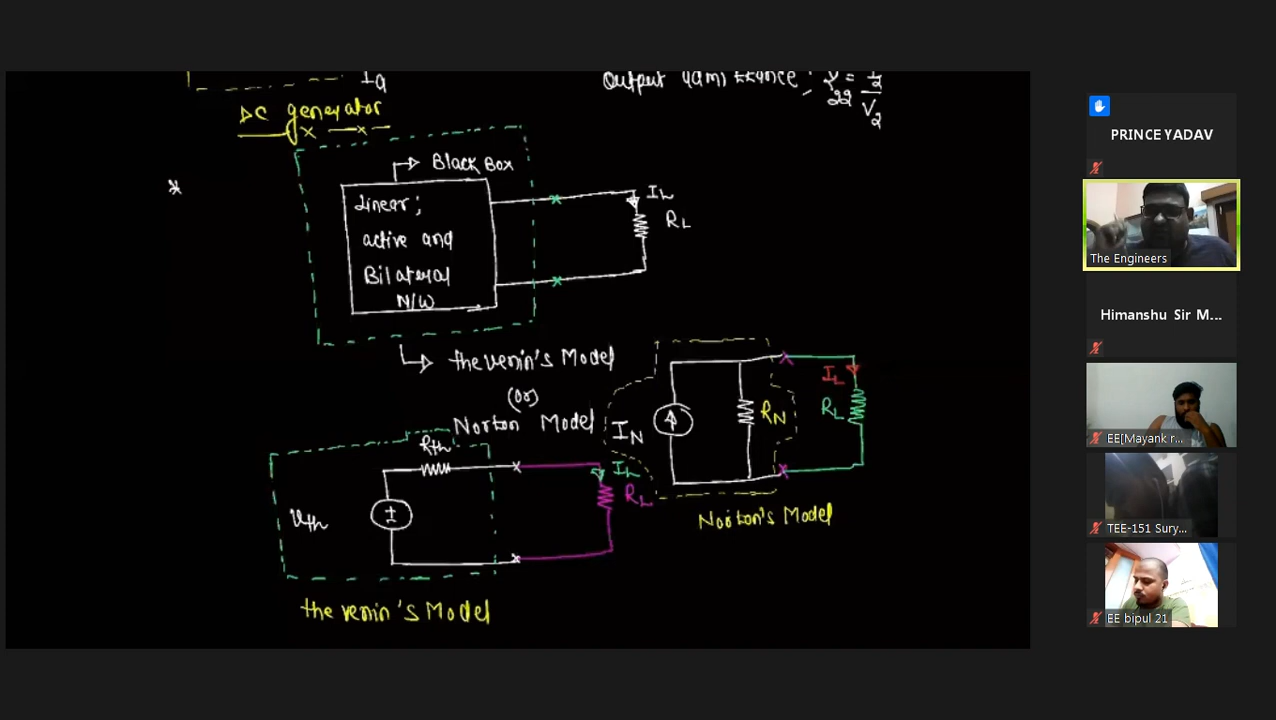 Ia
Output Admittance ; Y22 = I2/V2
DC generator
*
Black Box
Linear ;
active and
Bilateral
N/W
IL
RL
thevenin's Model
(or)
Norton Model
Rth
Vth
IL
RL
thevenin's Model
IN
RN
IL
RL
Norton's Model
PRINCE YADAV
The Engineers
Himanshu Sir M...
EE[Mayank r...
TEE-151 Sury...
EE bipul 21